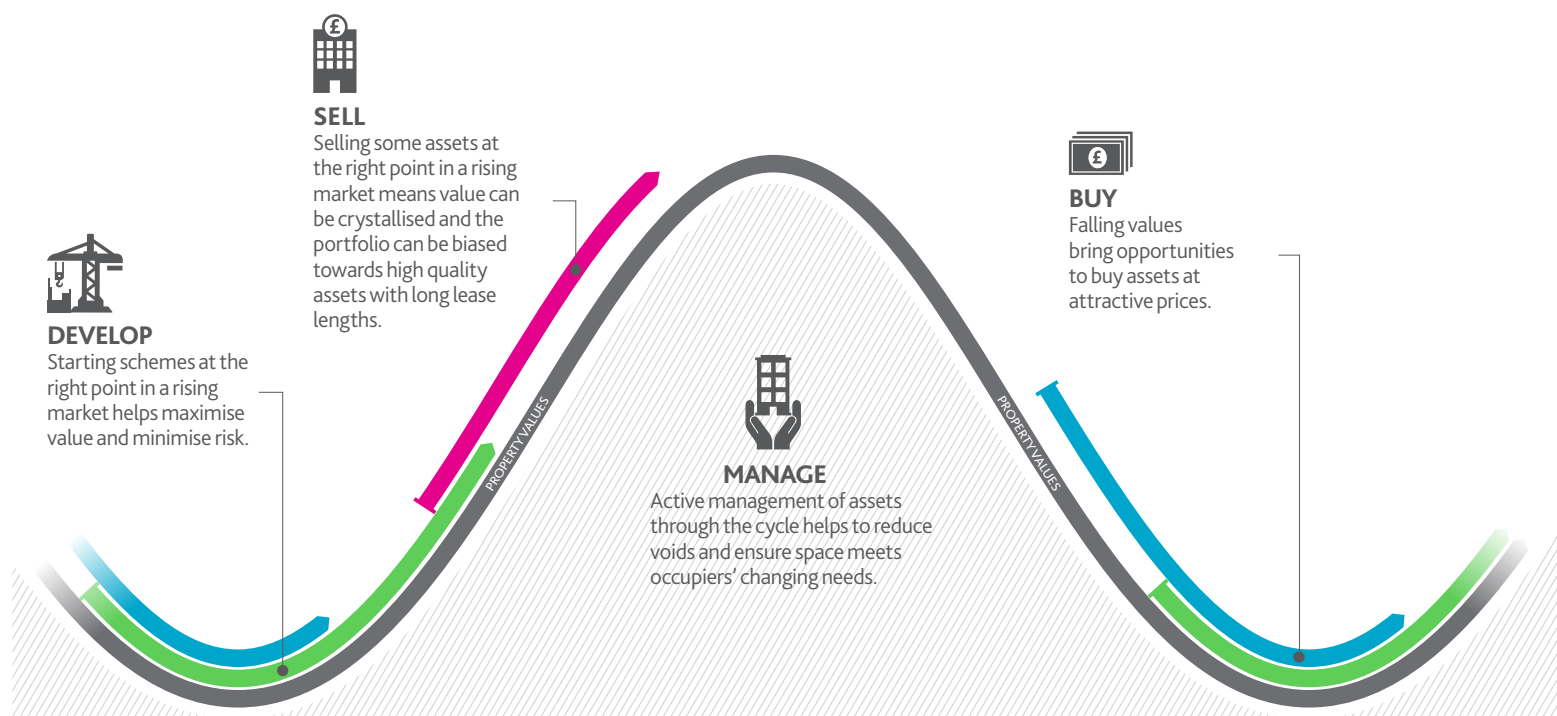 £
SELL
Selling some assets at
the right point in a rising
market means value can
be crystallised and the
portfolio can be biased
towards high quality
assets with long lease
lengths.
£
BUY
Falling values
bring opportunities
to buy assets at
attractive prices.
DEVELOP
Starting schemes at the
right point in a rising
market helps maximise
value and minimise risk.
PROPERTY VALUES
PROPERTY VALUES
MANAGE
Active management of assets
through the cycle helps to reduce
voids and ensure space meets
occupiers’ changing needs.